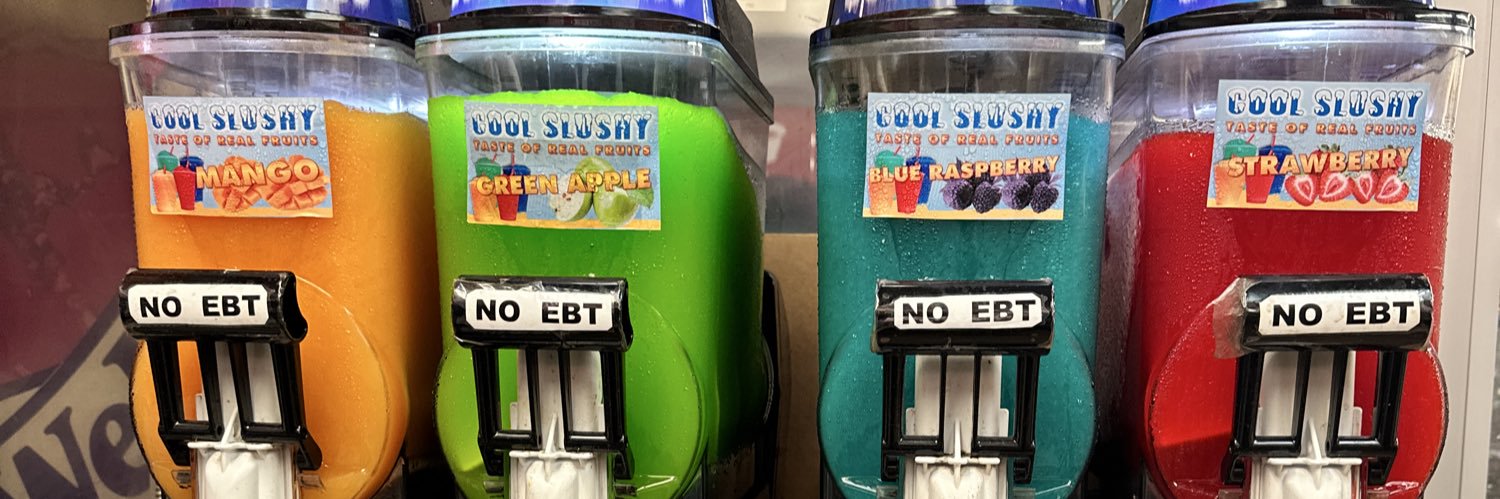 COOL SLUSHY
TASTE OF REAL FRUITS
MANGO
NO EBT
COOL SLUSHY
TASTE OF REAL FRUITS
GREEN APPLE
NO EBT
COOL SLUSHY
TASTE OF REAL FRUITS
BLUE RASPBERRY
NO EBT
COOL SLUSHY
TASTE OF REAL FRUITS
STRAWBERRY
NO EBT